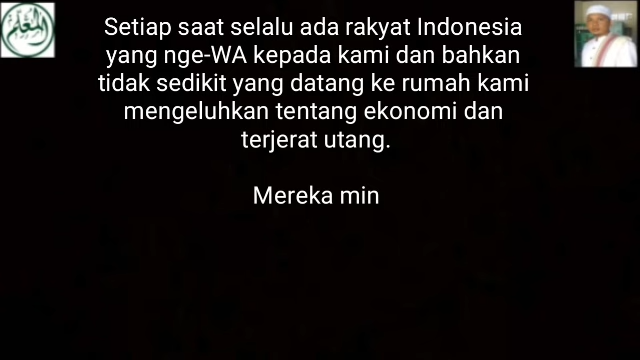 Setiap saat selalu ada rakyat Indonesia
yang nge-WA kepada kami dan bahkan
tidak sedikit yang datang ke rumah kami
mengeluhkan tentang ekonomi dan
terjerat utang.
Mereka min